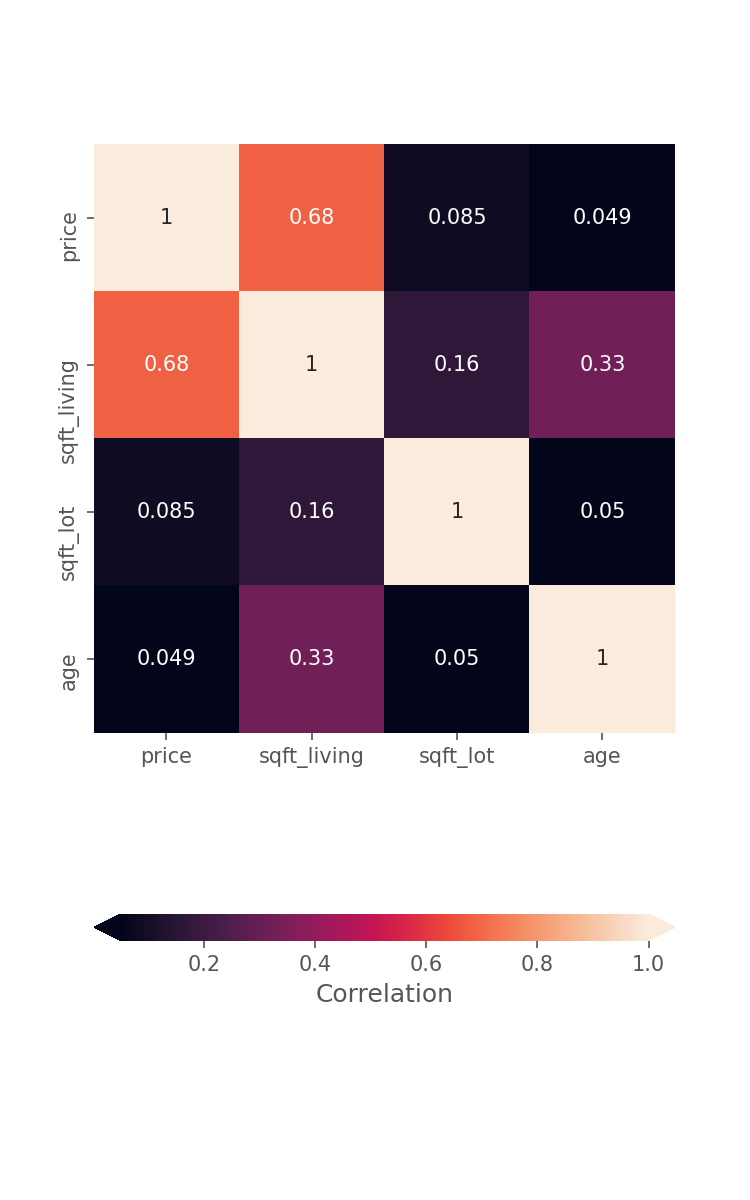 price 1 0.68 0.085 0.049
sqft_living 0.68 1 0.16 0.33
sqft_lot 0.085 0.16 1 0.05
age 0.049 0.33 0.05 1
price sqft_living sqft_lot age
0.2 0.4 0.6 0.8 1.0
Correlation